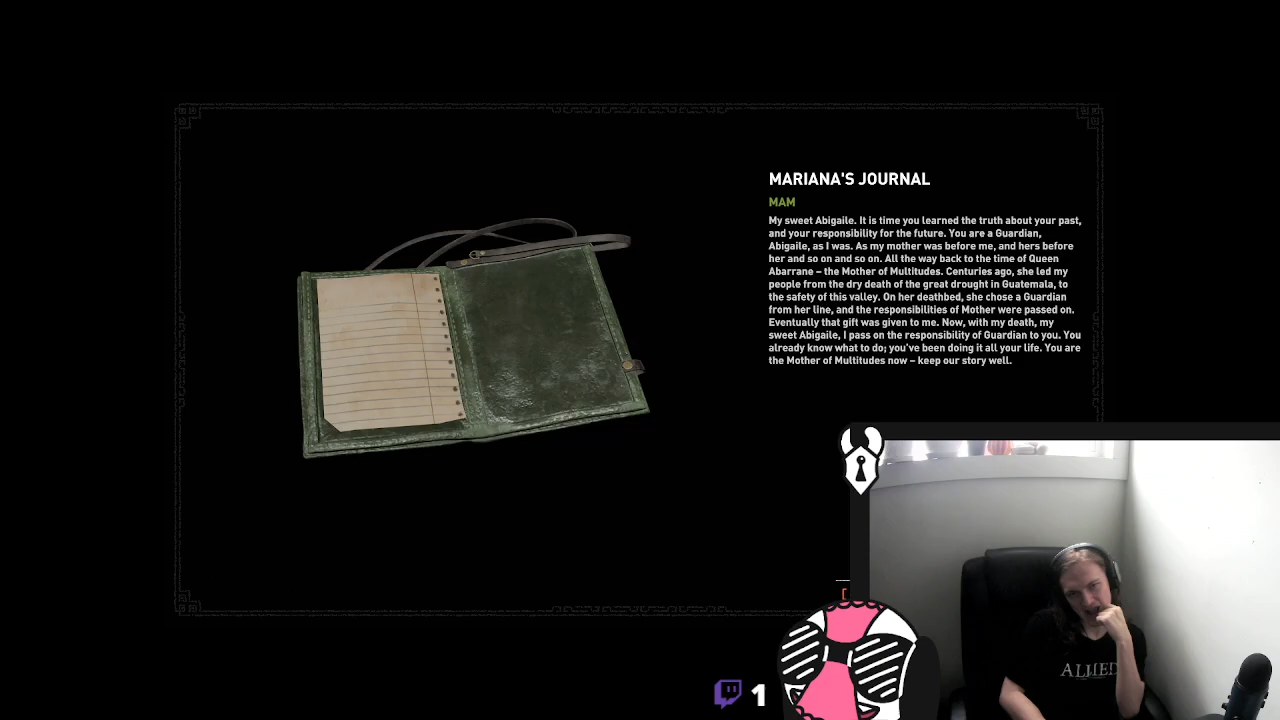 MARIANA'S JOURNAL
MAM
My sweet Abigaile. It is time you learned the truth about your past,
and your responsibility for the future. You are a Guardian,
Abigaile, as I was. As my mother was before me, and hers before
her and so on and so on. All the way back to the time of Queen
Abarrane – the Mother of Multitudes. Centuries ago, she led my
people from the dry death of the great drought in Guatemala, to
the safety of this valley. On her deathbed, she chose a Guardian
from her line, and the responsibilities of Mother were passed on.
Eventually that gift was given to me. Now, with my death, my
sweet Abigaile, I pass on the responsibility of Guardian to you. You
already know what to do; you've been doing it all your life. You are
the Mother of Multitudes now – keep our story well.
ALIEN
1